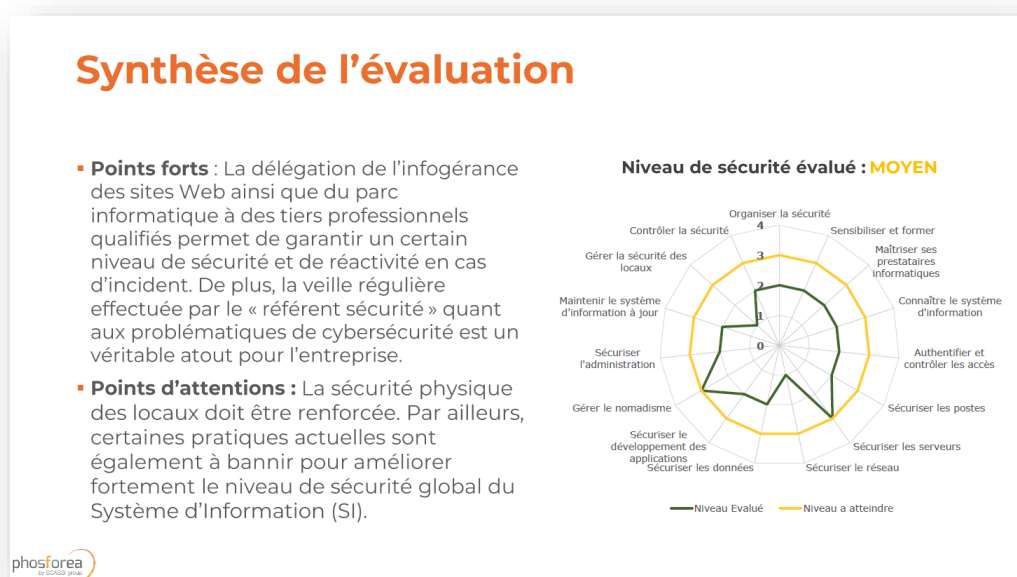 Synthèse de l’évaluation
▪ Points forts : La délégation de l’infogérance
des sites Web ainsi que du parc
informatique à des tiers professionnels
qualifiés permet de garantir un certain
niveau de sécurité et de réactivité en cas
d’incident. De plus, la veille régulière
effectuée par le « référent sécurité » quant
aux problématiques de cybersécurité est un
véritable atout pour l’entreprise.
▪ Points d’attentions : La sécurité physique
des locaux doit être renforcée. Par ailleurs,
certaines pratiques actuelles sont
également à bannir pour améliorer
fortement le niveau de sécurité global du
Système d’Information (SI).
Niveau de sécurité évalué : MOYEN
Organiser la sécurité
Sensibiliser et former
Maîtriser ses
prestataires
informatiques
Connaître le système
d'information
Authentifier et
contrôler les accès
Sécuriser les postes
Sécuriser les serveurs
Sécuriser le réseau
Sécuriser les données
Sécuriser le
développement des
applications
Gérer le nomadisme
Sécuriser
l'administration
Maintenir le système
d'information à jour
Gérer la sécurité des
locaux
Contrôler la sécurité
4
3
2
1
0
Niveau Evalué
Niveau a atteindre
phosforea
by SCASSI group